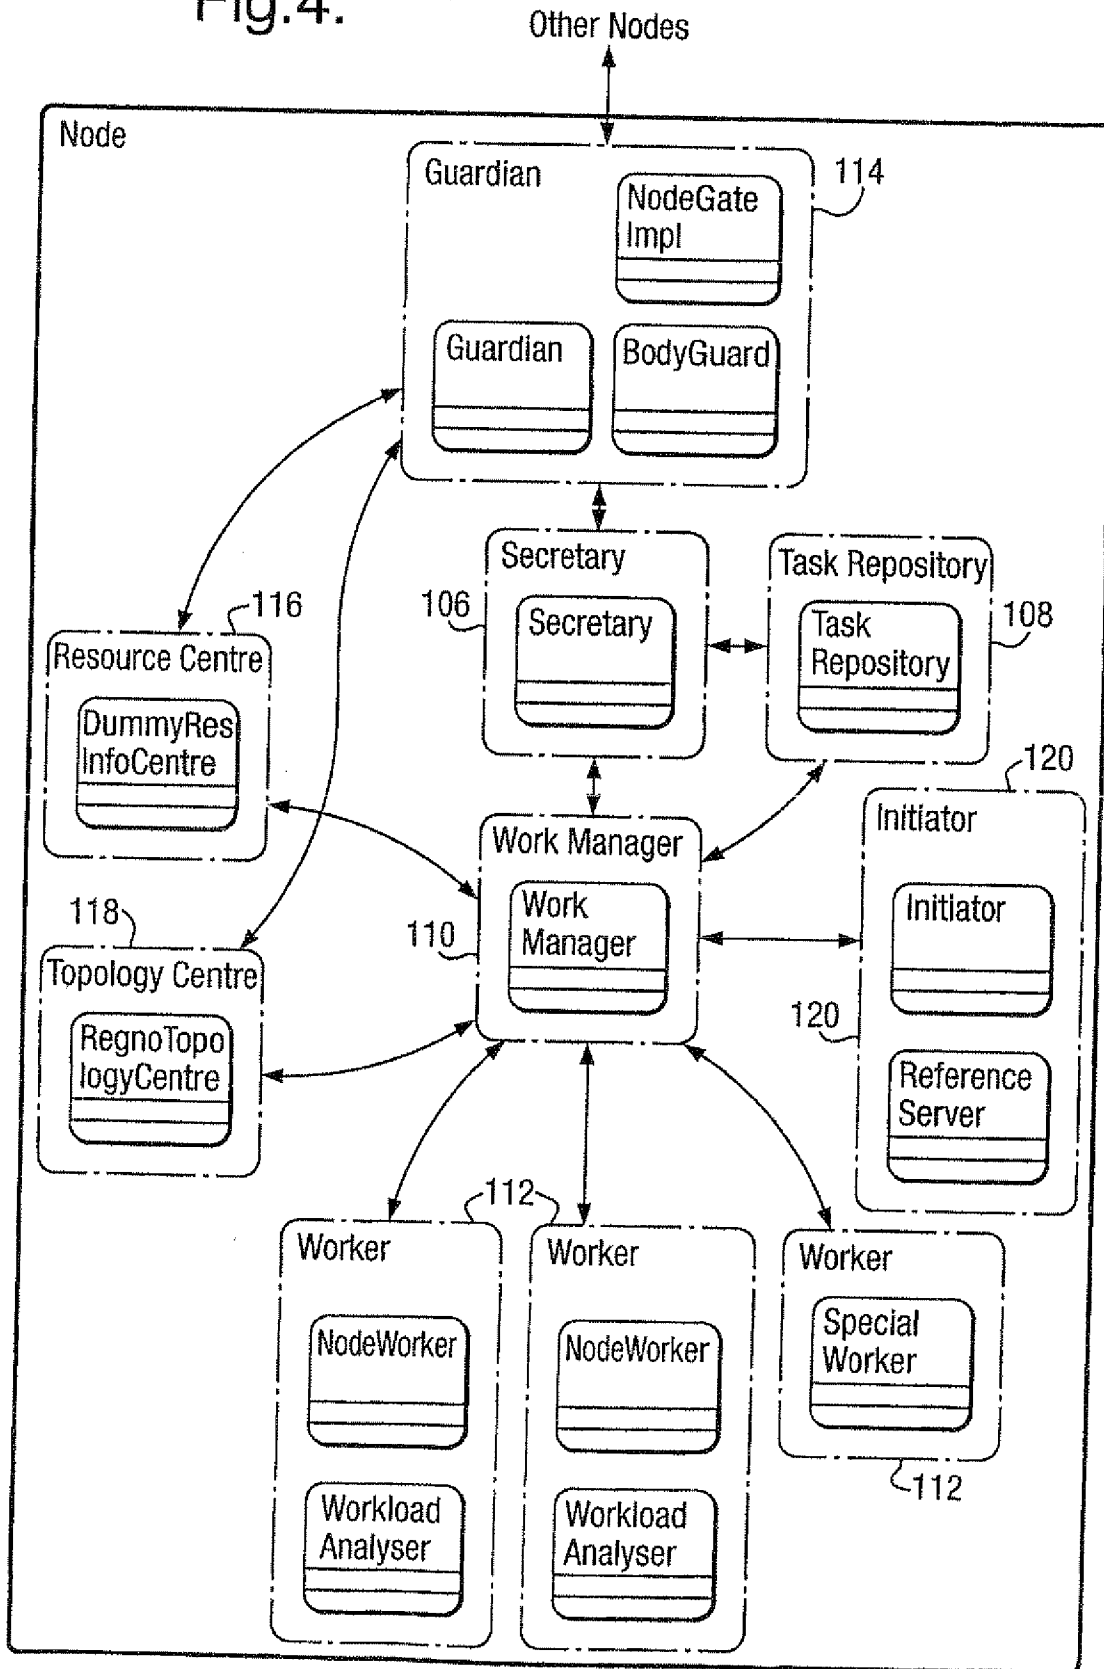 Fig.4.
Other Nodes
Node
Guardian
114
NodeGate
Impl
Guardian
BodyGuard
Secretary
Task Repository
116
106
Secretary
Task
Repository
108
Resource Centre
DummyRes
InfoCentre
120
Work Manager
Initiator
118
110
Work
Manager
Initiator
Topology Centre
120
RegnoTopo
logyCentre
Reference
Server
112
Worker
Worker
Worker
NodeWorker
NodeWorker
Special
Worker
112
Workload
Analyser
Workload
Analyser